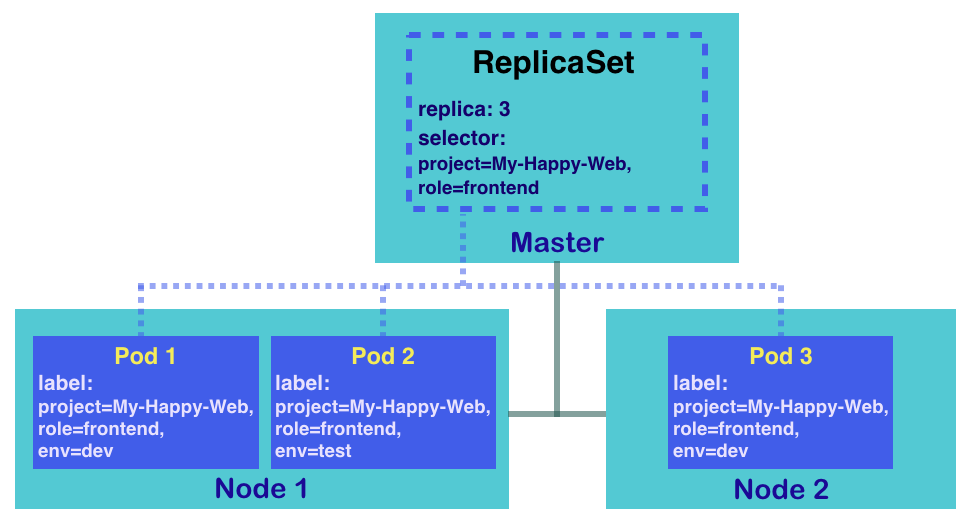 ReplicaSet
replica: 3
selector:
project=My-Happy-Web,
role=frontend
Master
Pod 1
label:
project=My-Happy-Web,
role=frontend,
env=dev
Pod 2
label:
project=My-Happy-Web,
role=frontend,
env=test
Node 1
Pod 3
label:
project=My-Happy-Web,
role=frontend,
env=dev
Node 2